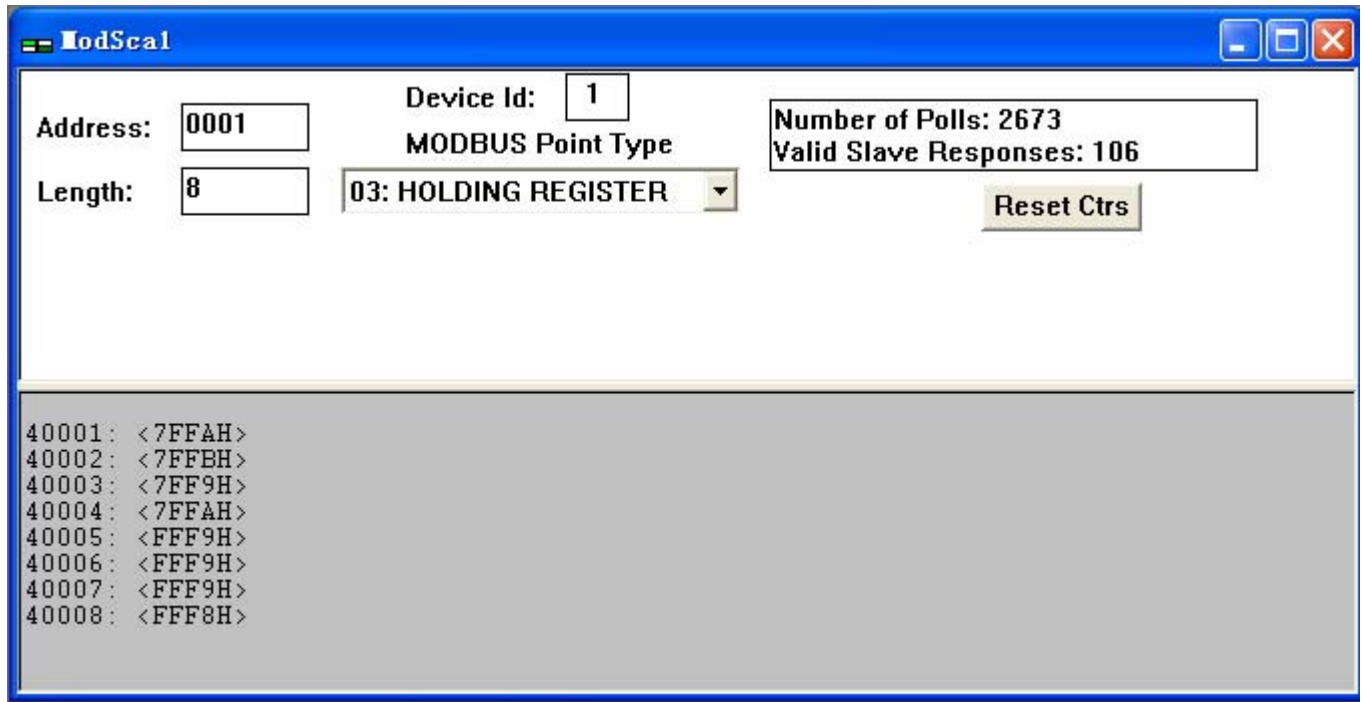 ModSca1
Address: 0001
Device Id: 1
MODBUS Point Type
Length: 8
03: HOLDING REGISTER
Number of Polls: 2673
Valid Slave Responses: 106
Reset Ctrs
40001: <7FFAH>
40002: <7FFBH>
40003: <7FF9H>
40004: <7FFAH>
40005: <FFF9H>
40006: <FFF9H>
40007: <FFF9H>
40008: <FFF8H>